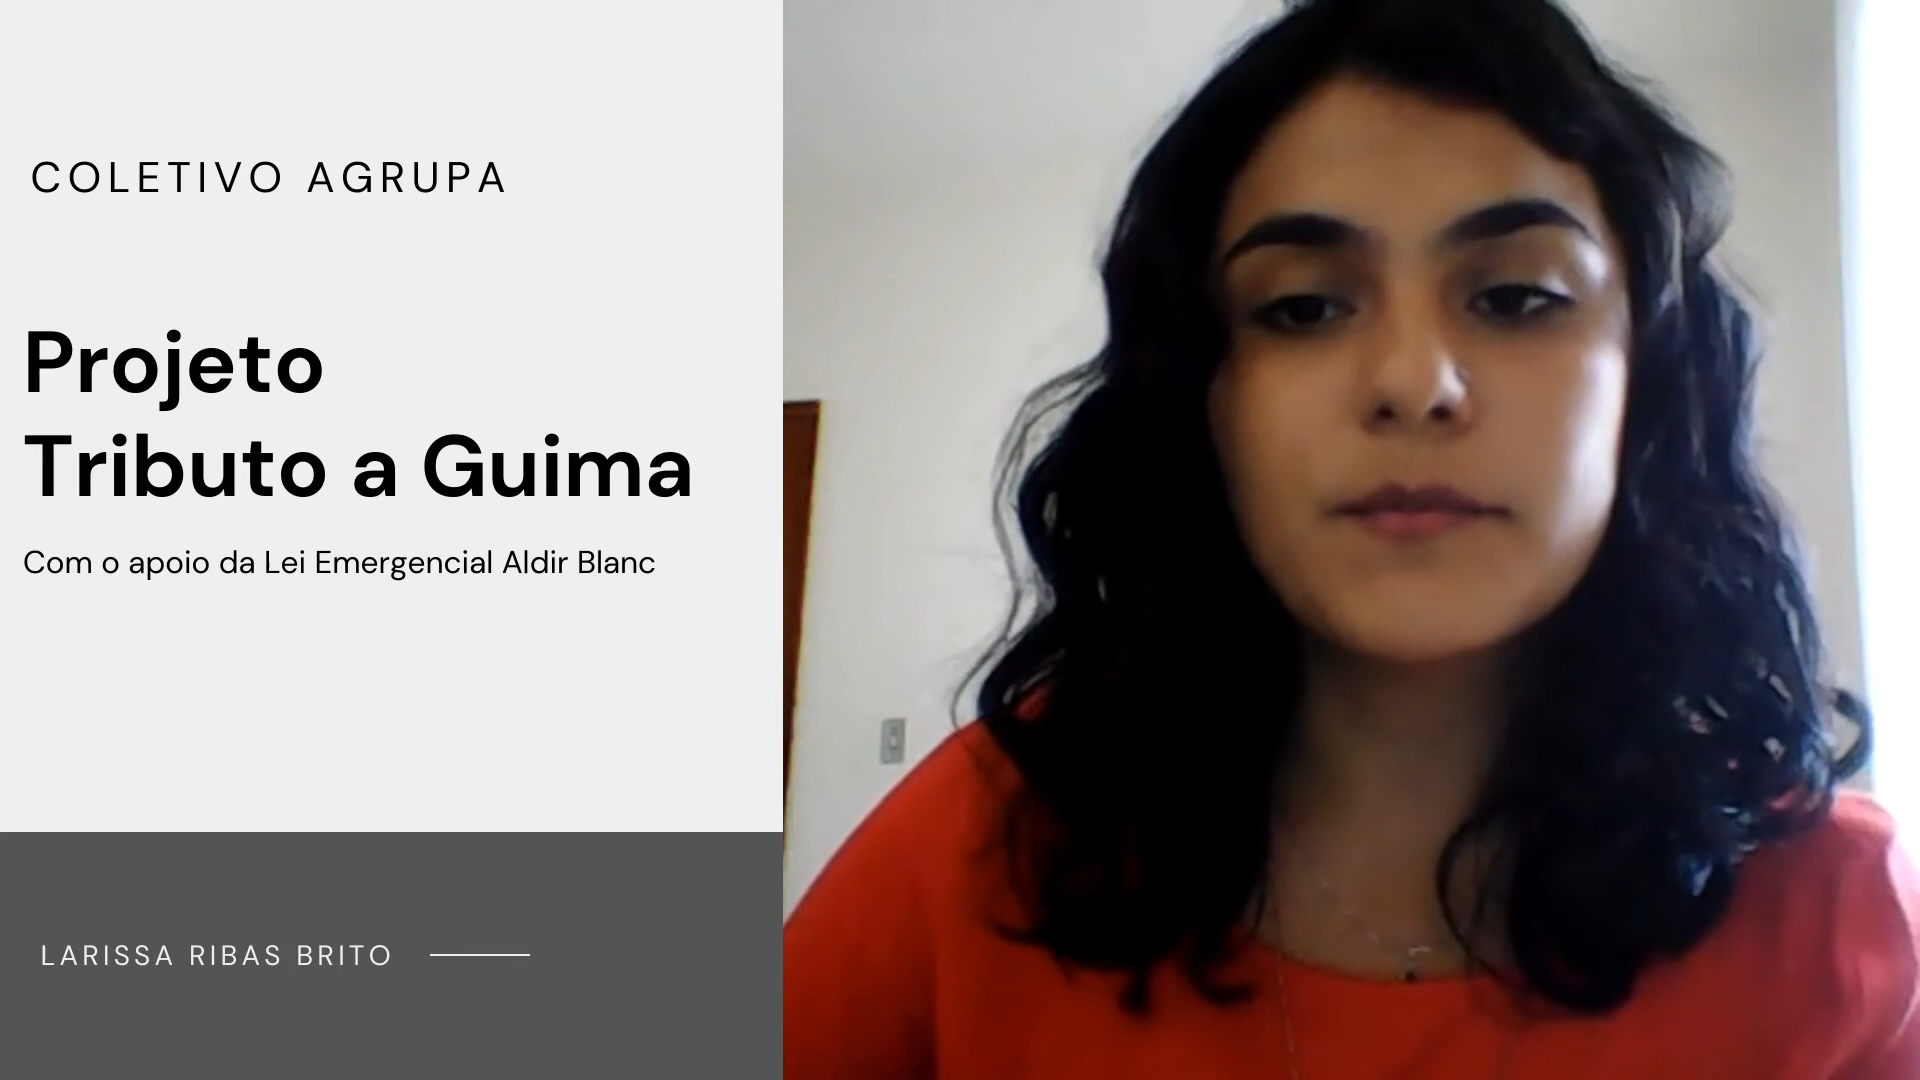 COLETIVO AGRUPA
Projeto
Tributo a Guima
Com o apoio da Lei Emergencial Aldir Blanc
LARISSA RIBAS BRITO